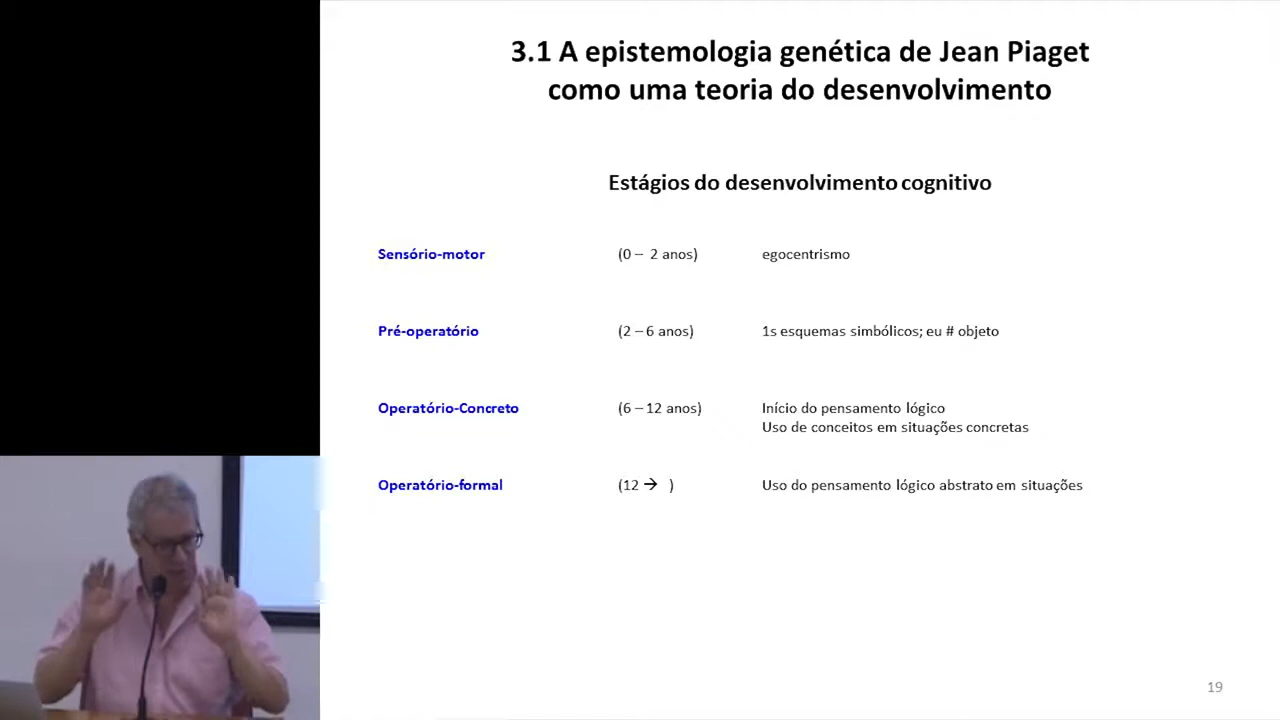 3.1 A epistemologia genética de Jean Piaget
como uma teoria do desenvolvimento
Estágios do desenvolvimento cognitivo
Sensório-motor (0 – 2 anos) egocentrismo
Pré-operatório (2 – 6 anos) 1s esquemas simbólicos; eu # objeto
Operatório-Concreto (6 – 12 anos) Início do pensamento lógico
Uso de conceitos em situações concretas
Operatório-formal (12 → ) Uso do pensamento lógico abstrato em situações
19